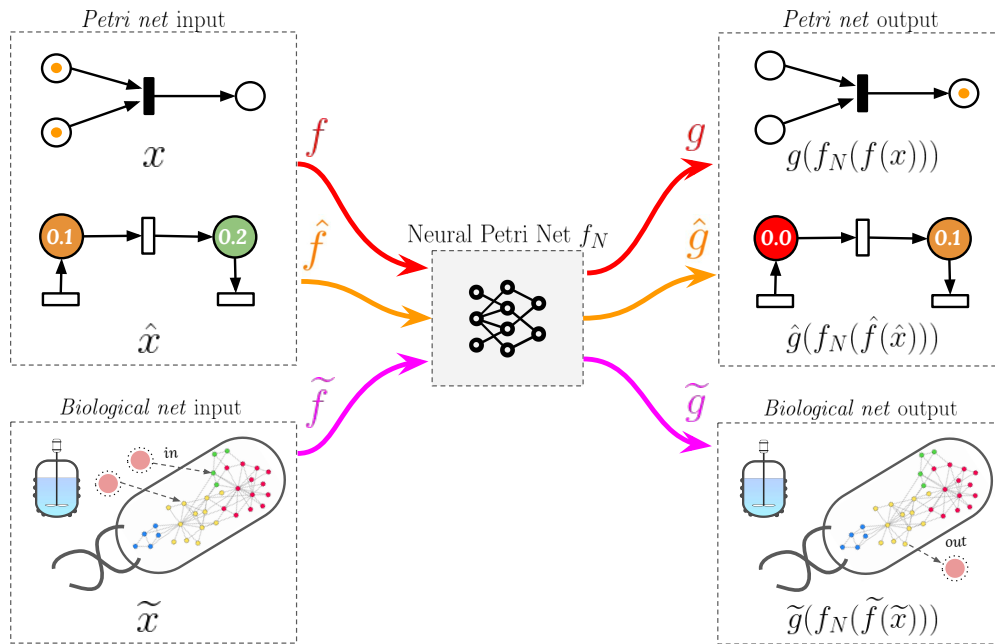 Petri net input
Petri net output
f
g
x
g(f_N(f(x)))
f̂
ĝ
Neural Petri Net f_N
0.1
0.2
0.0
0.1
x̂
ĝ(f_N(f̂(x̂)))
f̃
g̃
Biological net input
Biological net output
in
out
x̃
g̃(f_N(f̃(x̃)))